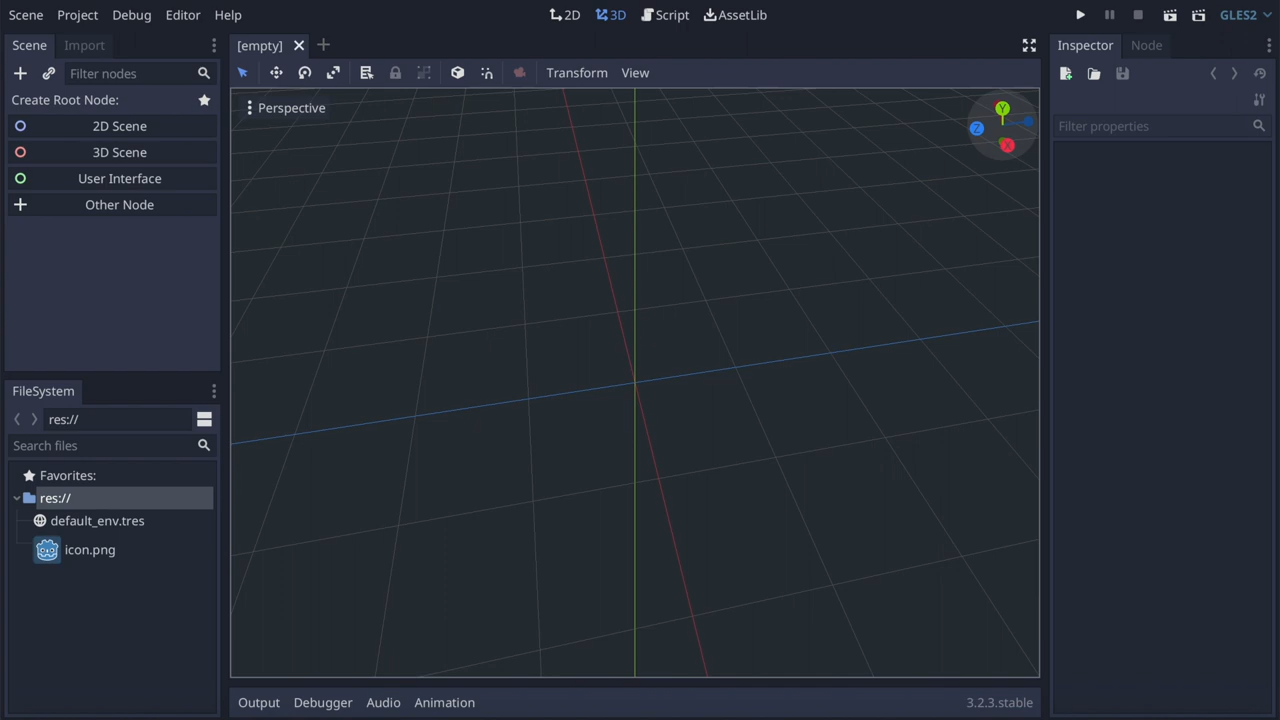 Scene Project Debug Editor Help 2D 3D Script AssetLib GLES2
Scene Import [empty] Inspector Node
Filter nodes Transform View
Create Root Node: Perspective Y
2D Scene Z Filter properties
3D Scene X
User Interface
Other Node
FileSystem
res://
Search files
Favorites:
res://
default_env.tres
icon.png
Output Debugger Audio Animation 3.2.3.stable